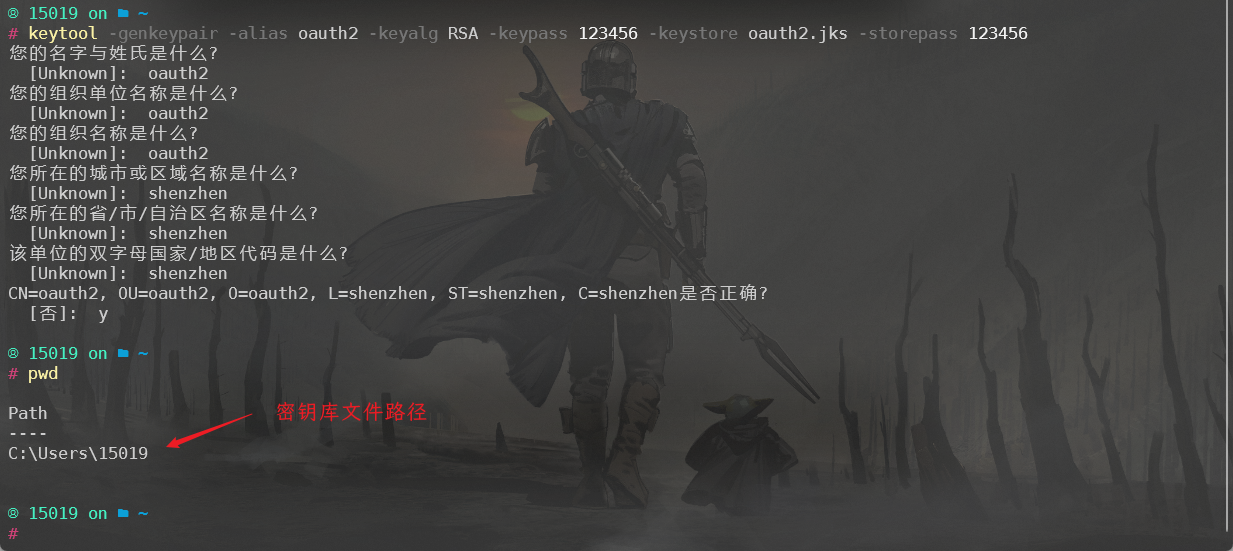 ® 15019 on ~
# keytool -genkeypair -alias oauth2 -keyalg RSA -keypass 123456 -keystore oauth2.jks -storepass 123456
您的名字与姓氏是什么?
[Unknown]: oauth2
您的组织单位名称是什么?
[Unknown]: oauth2
您的组织名称是什么?
[Unknown]: oauth2
您所在的城市或区域名称是什么?
[Unknown]: shenzhen
您所在的省/市/自治区名称是什么?
[Unknown]: shenzhen
该单位的双字母国家/地区代码是什么?
[Unknown]: shenzhen
CN=oauth2, OU=oauth2, O=oauth2, L=shenzhen, ST=shenzhen, C=shenzhen是否正确?
[否]: y
® 15019 on ~
# pwd
Path
----
密钥库文件路径
C:\Users\15019
® 15019 on ~
#